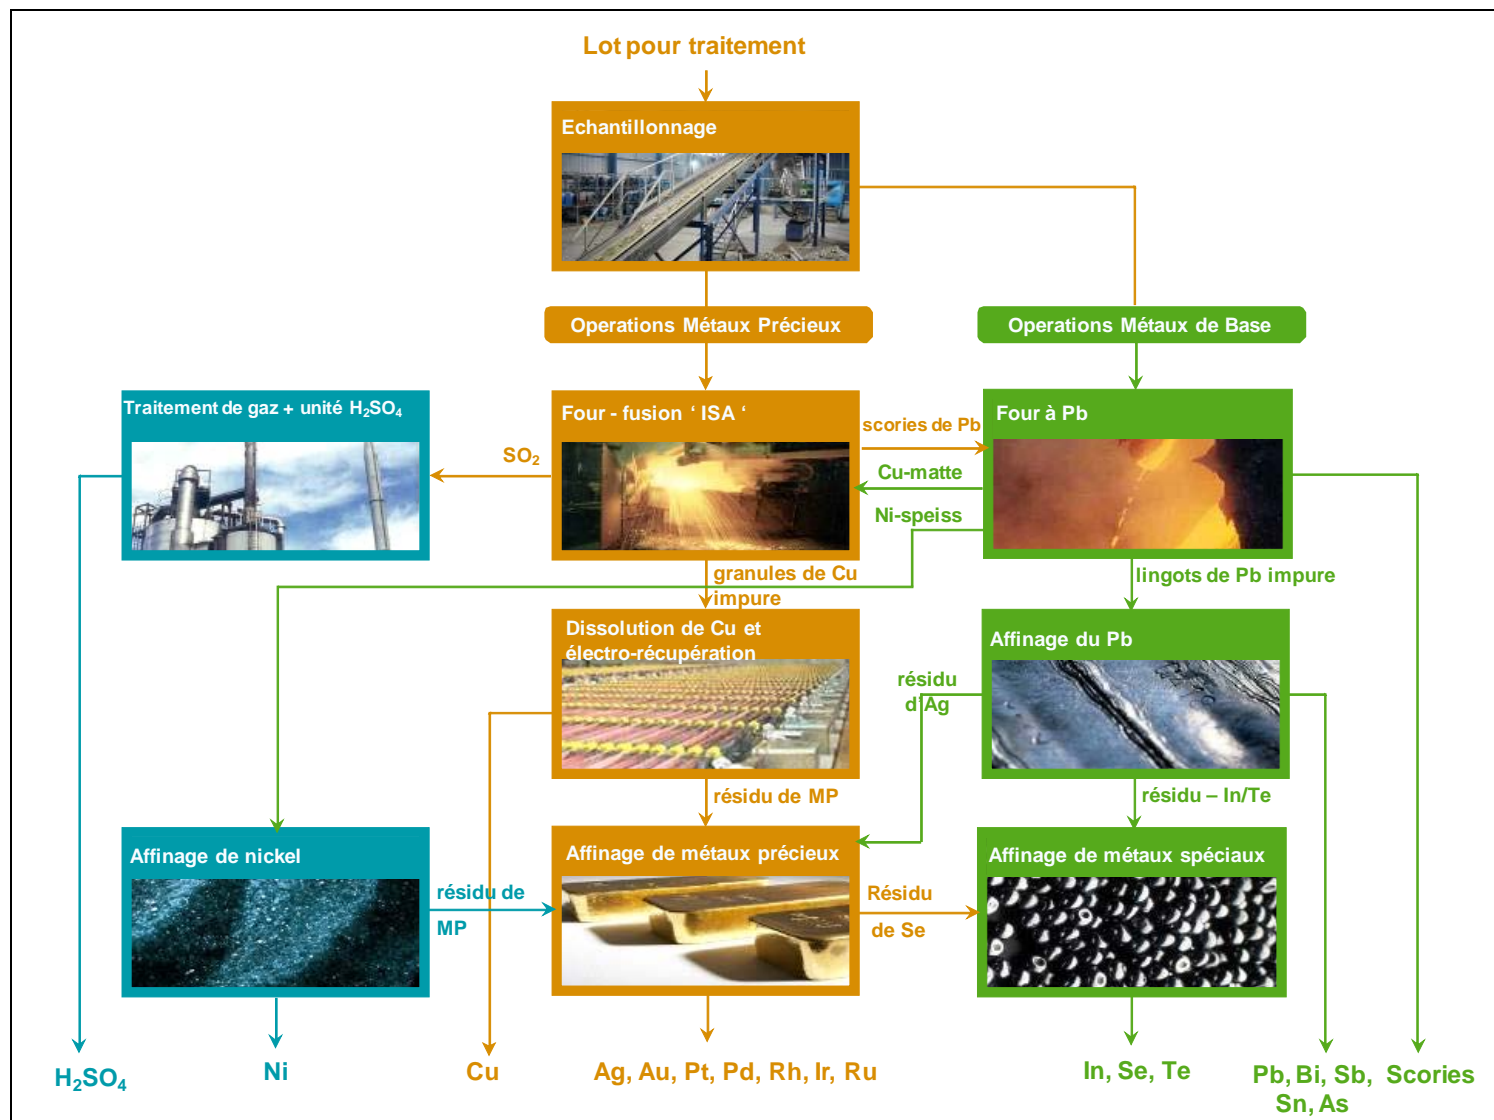 Lot pour traitement
Echantillonnage
Operations Métaux Précieux
Operations Métaux de Base
Traitement de gaz + unité H₂SO₄
Four - fusion ‘ ISA ‘
scories de Pb
Four à Pb
SO₂
Cu-matte
Ni-speiss
granules de Cu
impure
lingots de Pb impure
Dissolution de Cu et
électro-récupération
Affinage du Pb
résidu
d'Ag
résidu de MP
résidu – In/Te
Affinage de nickel
Affinage de métaux précieux
Affinage de métaux spéciaux
résidu de
MP
Résidu
de Se
H₂SO₄
Ni
Cu
Ag, Au, Pt, Pd, Rh, Ir, Ru
In, Se, Te
Pb, Bi, Sb,
Sn, As
Scories